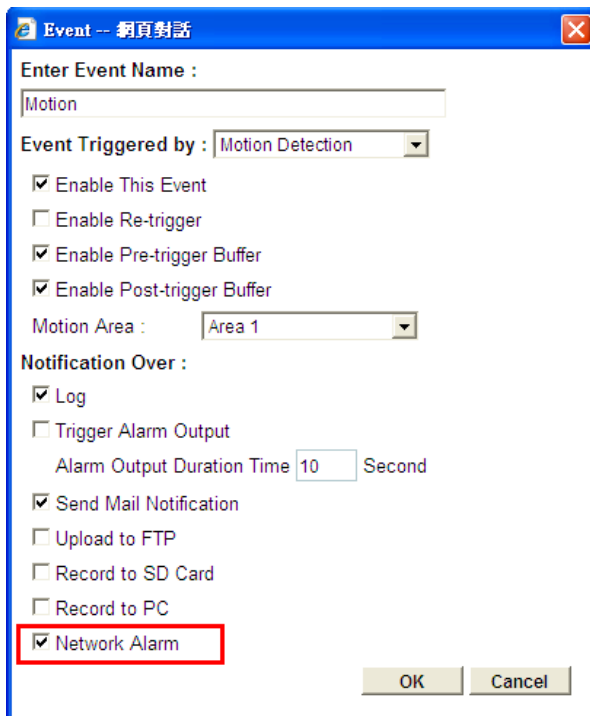 Event -- 網頁對話
Enter Event Name :
Motion
Event Triggered by : Motion Detection
Enable This Event
Enable Re-trigger
Enable Pre-trigger Buffer
Enable Post-trigger Buffer
Motion Area : Area 1
Notification Over :
Log
Trigger Alarm Output
Alarm Output Duration Time 10 Second
Send Mail Notification
Upload to FTP
Record to SD Card
Record to PC
Network Alarm
OK Cancel